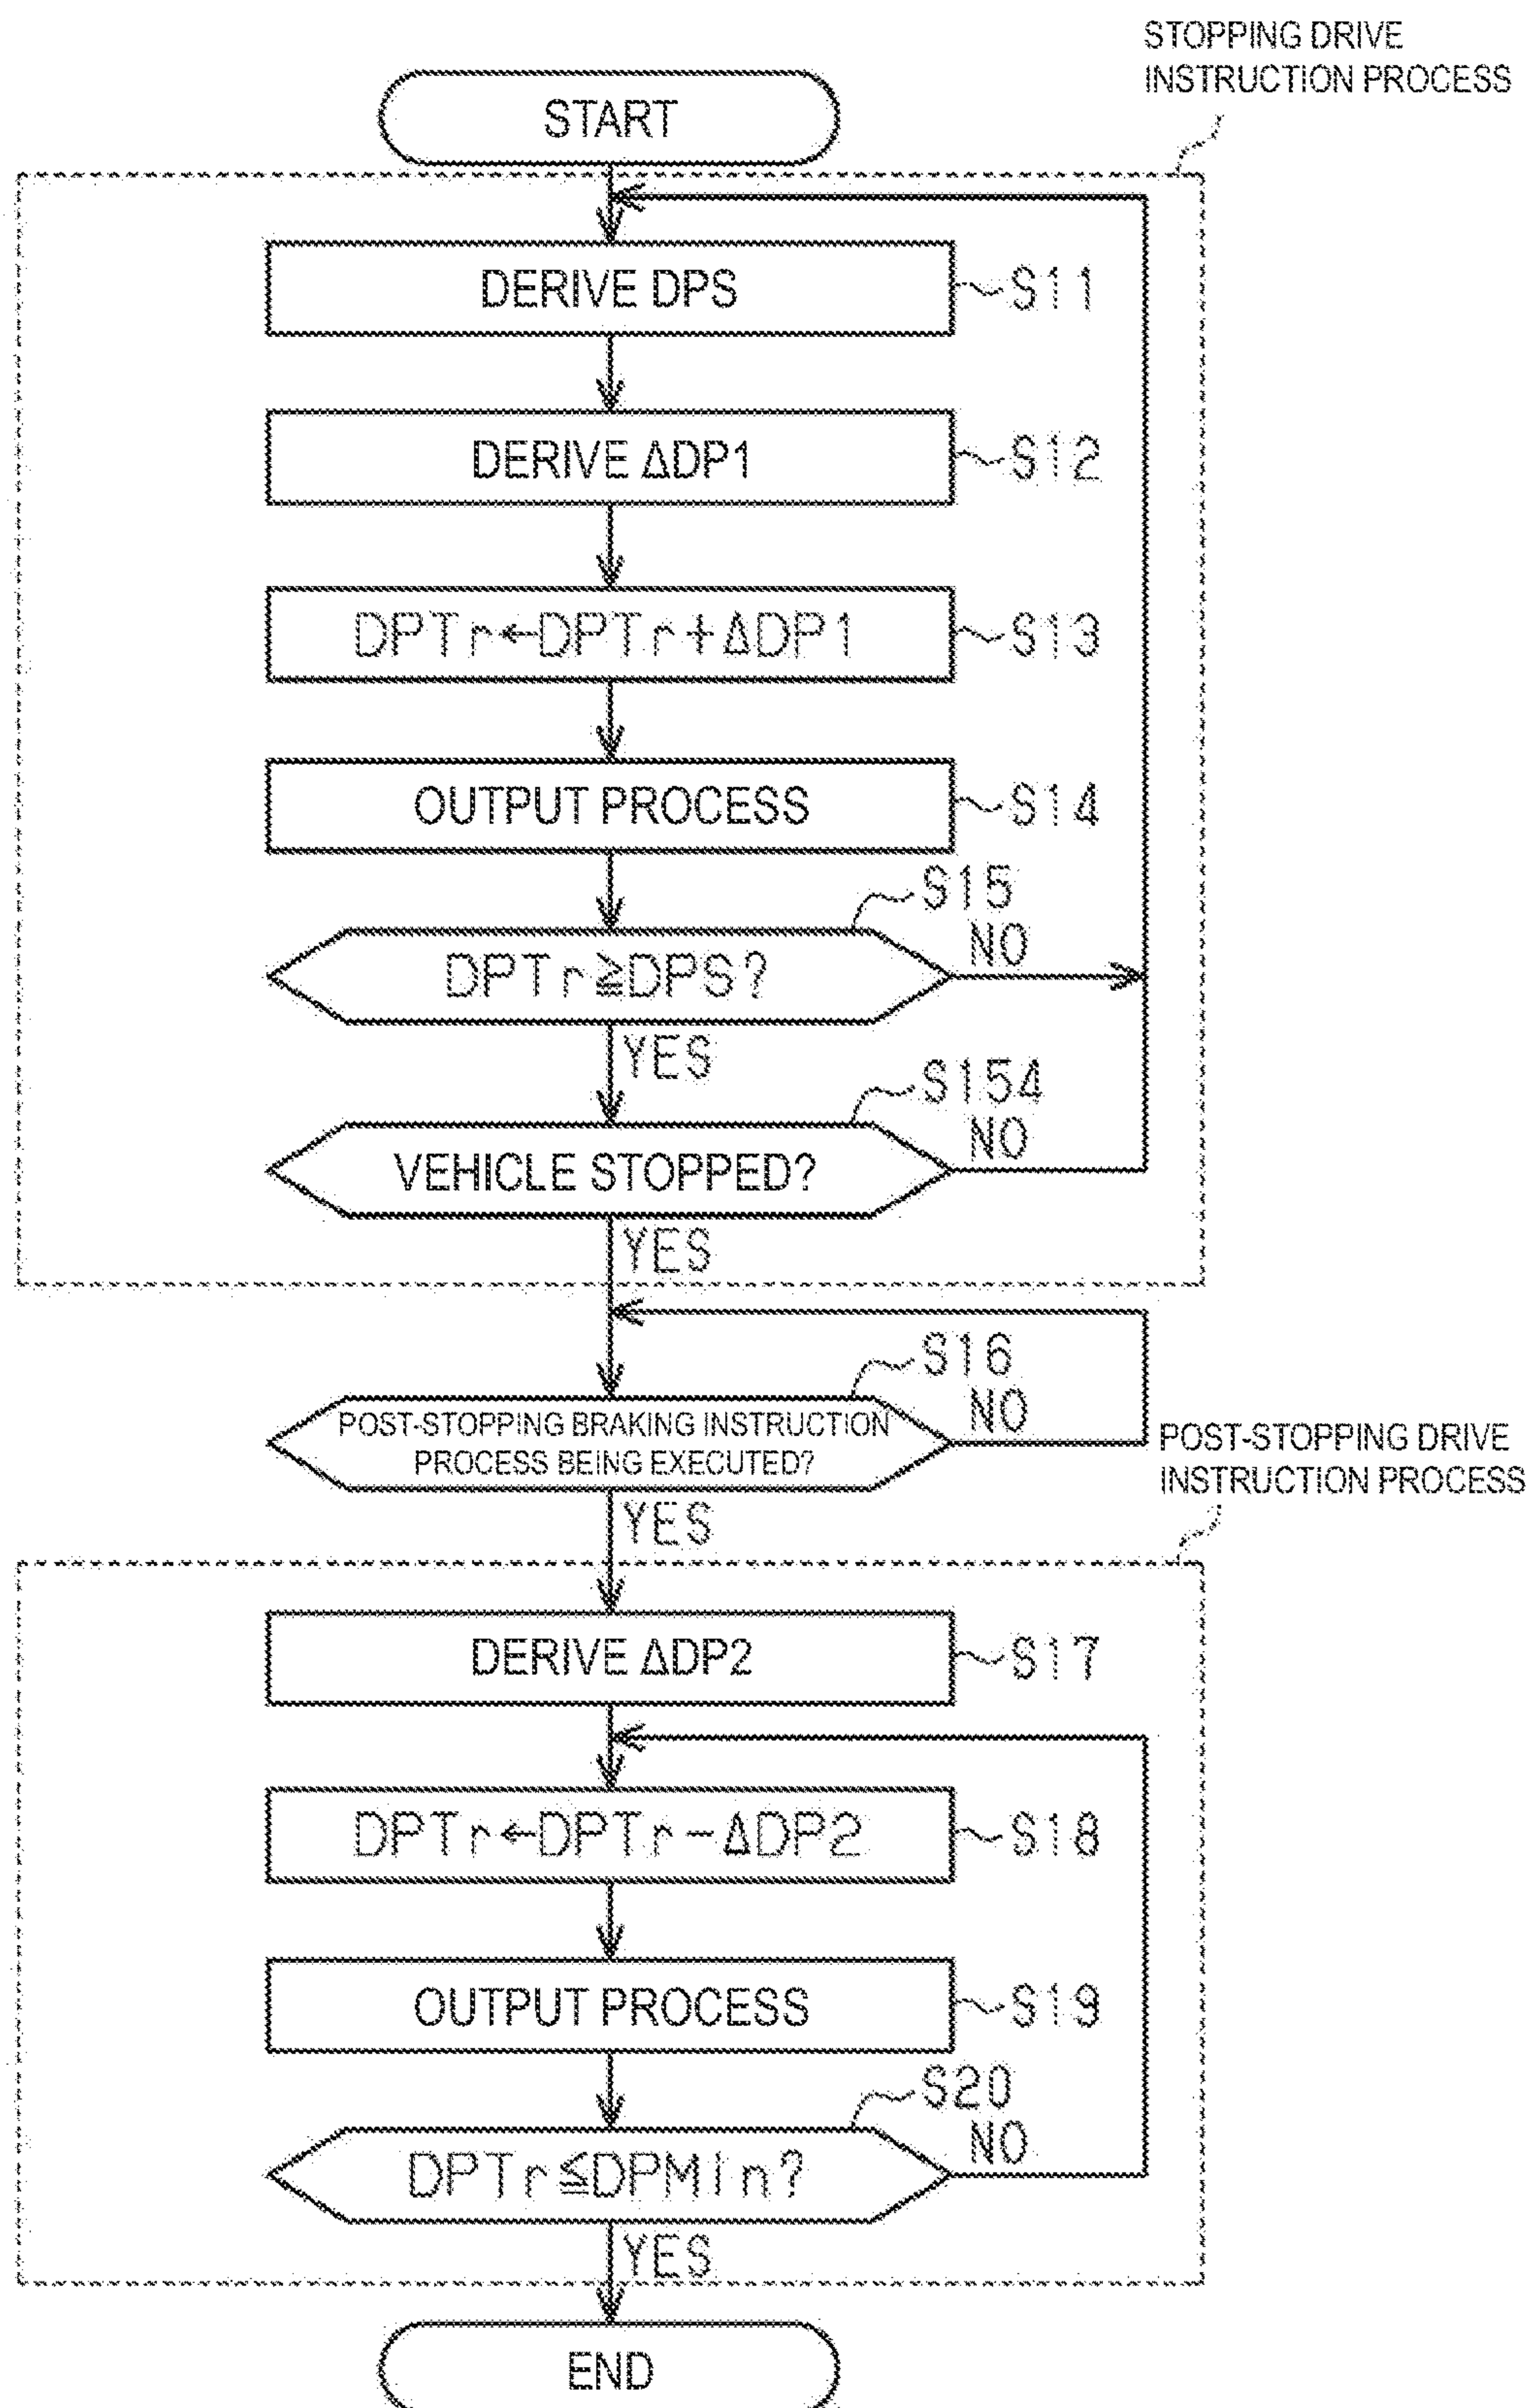 STOPPING DRIVE
INSTRUCTION PROCESS
START
DERIVE DPS
S11
DERIVE ΔDP1
S12
DPTr←DPTr+ΔDP1
S13
OUTPUT PROCESS
S14
S15
NO
DPTr≧DPS?
YES
S154
NO
VEHICLE STOPPED?
YES
S16
NO
POST-STOPPING BRAKING INSTRUCTION
PROCESS BEING EXECUTED?
POST-STOPPING DRIVE
INSTRUCTION PROCESS
YES
DERIVE ΔDP2
S17
DPTr←DPTr-ΔDP2
S18
OUTPUT PROCESS
S19
S20
NO
DPTr≦DPMin?
YES
END